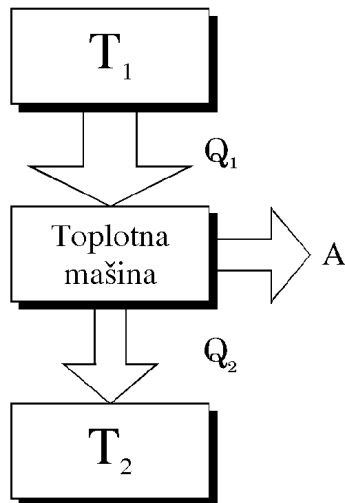 T₁
Q₁
Toplotna
mašina
A
Q₂
T₂